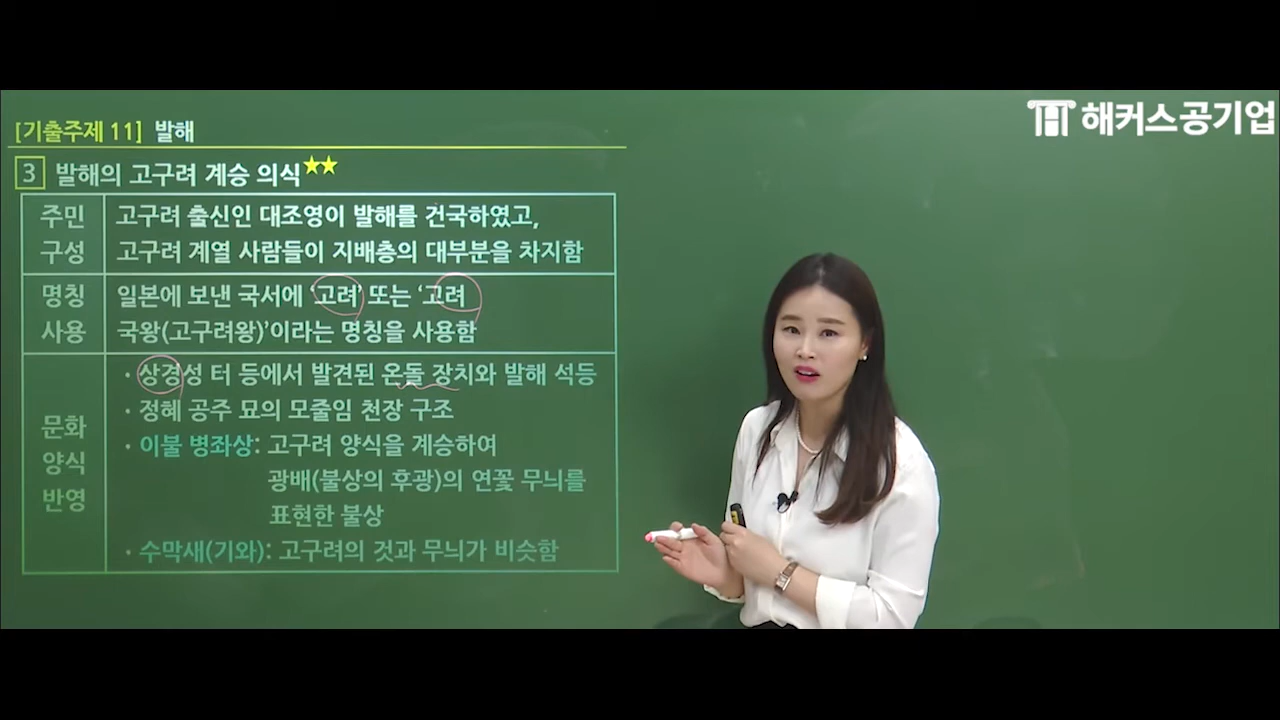 해커스공기업
[기출주제 11] 발해
3 발해의 고구려 계승 의식★★
주민
구성
고구려 출신인 대조영이 발해를 건국하였고,
고구려 계열 사람들이 지배층의 대부분을 차지함
명칭
사용
일본에 보낸 국서에 ‘고려’ 또는 ‘고려
국왕(고구려왕)’이라는 명칭을 사용함
문화
양식
반영
· 상경성 터 등에서 발견된 온돌 장치와 발해 석등
· 정혜 공주 묘의 모줄임 천장 구조
· 이불 병좌상: 고구려 양식을 계승하여
광배(불상의 후광)의 연꽃 무늬를
표현한 불상
· 수막새(기와): 고구려의 것과 무늬가 비슷함